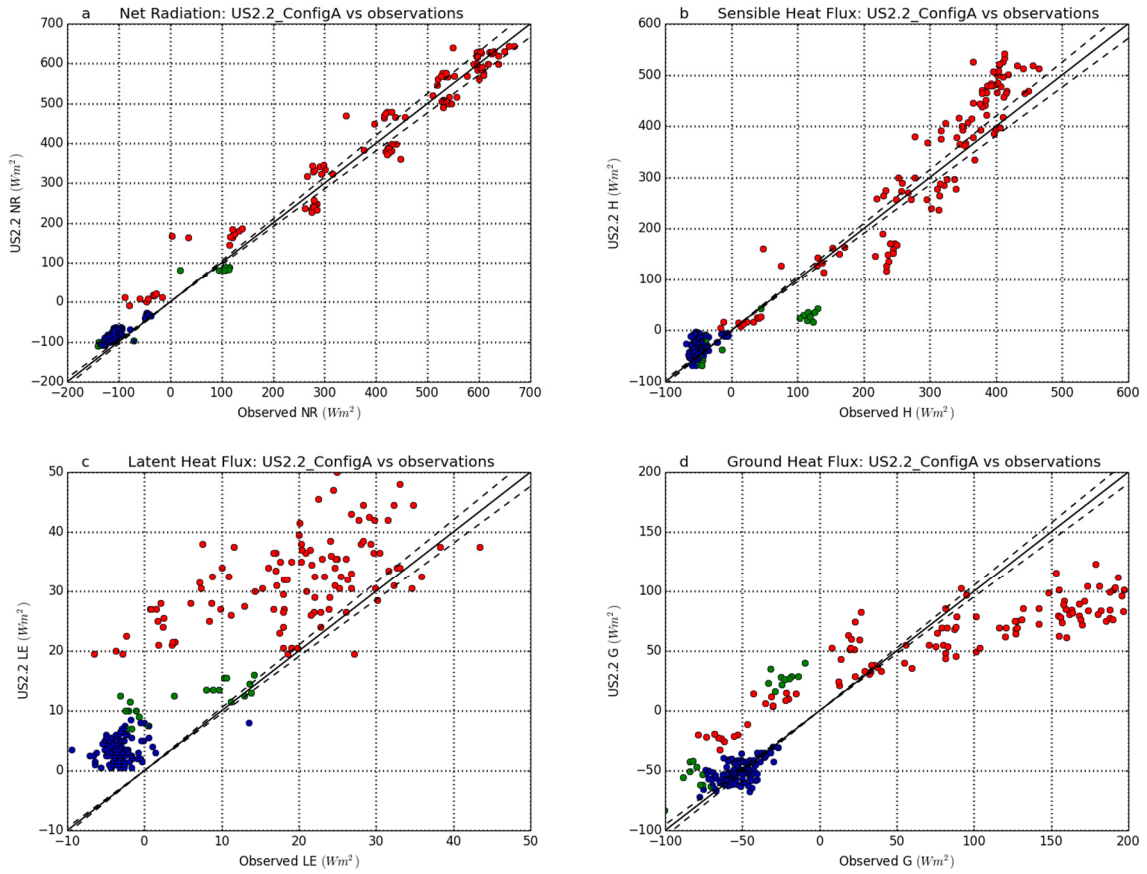 a Net Radiation: US2.2_ConfigA vs observations
700
600
500
400
300
200
100
0
−100
−200
US2.2 NR (Wm²)
−200 −100 0 100 200 300 400 500 600 700
Observed NR (Wm²)
b Sensible Heat Flux: US2.2_ConfigA vs observations
600
500
400
300
200
100
0
−100
US2.2 H (Wm²)
−100 0 100 200 300 400 500 600
Observed H (Wm²)
c Latent Heat Flux: US2.2_ConfigA vs observations
50
40
30
20
10
0
−10
US2.2 LE (Wm²)
−10 0 10 20 30 40 50
Observed LE (Wm²)
d Ground Heat Flux: US2.2_ConfigA vs observations
200
150
100
50
0
−50
−100
US2.2 G (Wm²)
−100 −50 0 50 100 150 200
Observed G (Wm²)